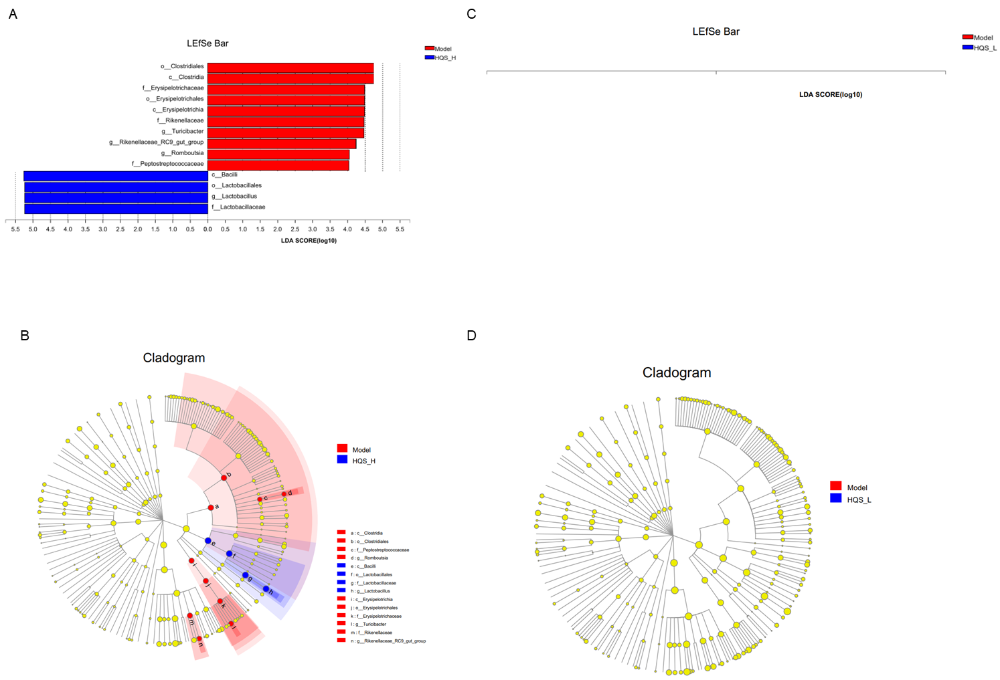 A
LEfSe Bar
Model
HQS_H
o__Clostridiales
c__Clostridia
f__Erysipelotrichaceae
o__Erysipelotrichales
c__Erysipelotrichia
f__Rikenellaceae
g__Turicibacter
g__Rikenellaceae_RC9_gut_group
g__Romboutsia
f__Peptostreptococcaceae
c__Bacilli
o__Lactobacillales
g__Lactobacillus
f__Lactobacillaceae
5.5 5.0 4.5 4.0 3.5 3.0 2.5 2.0 1.5 1.0 0.5 0.0 0.5 1.0 1.5 2.0 2.5 3.0 3.5 4.0 4.5 5.0 5.5
LDA SCORE(log10)
C
LEfSe Bar
Model
HQS_L
LDA SCORE(log10)
B
Cladogram
a
b
c
d
e
f
g
h
i
j
k
l
m
n
Model
HQS_H
a : c__Clostridia
b : o__Clostridiales
c : f__Peptostreptococcaceae
d : g__Romboutsia
e : c__Bacilli
f : o__Lactobacillales
g : f__Lactobacillaceae
h : g__Lactobacillus
i : c__Erysipelotrichia
j : o__Erysipelotrichales
k : f__Erysipelotrichaceae
l : g__Turicibacter
m : f__Rikenellaceae
n : g__Rikenellaceae_RC9_gut_group
D
Cladogram
Model
HQS_L